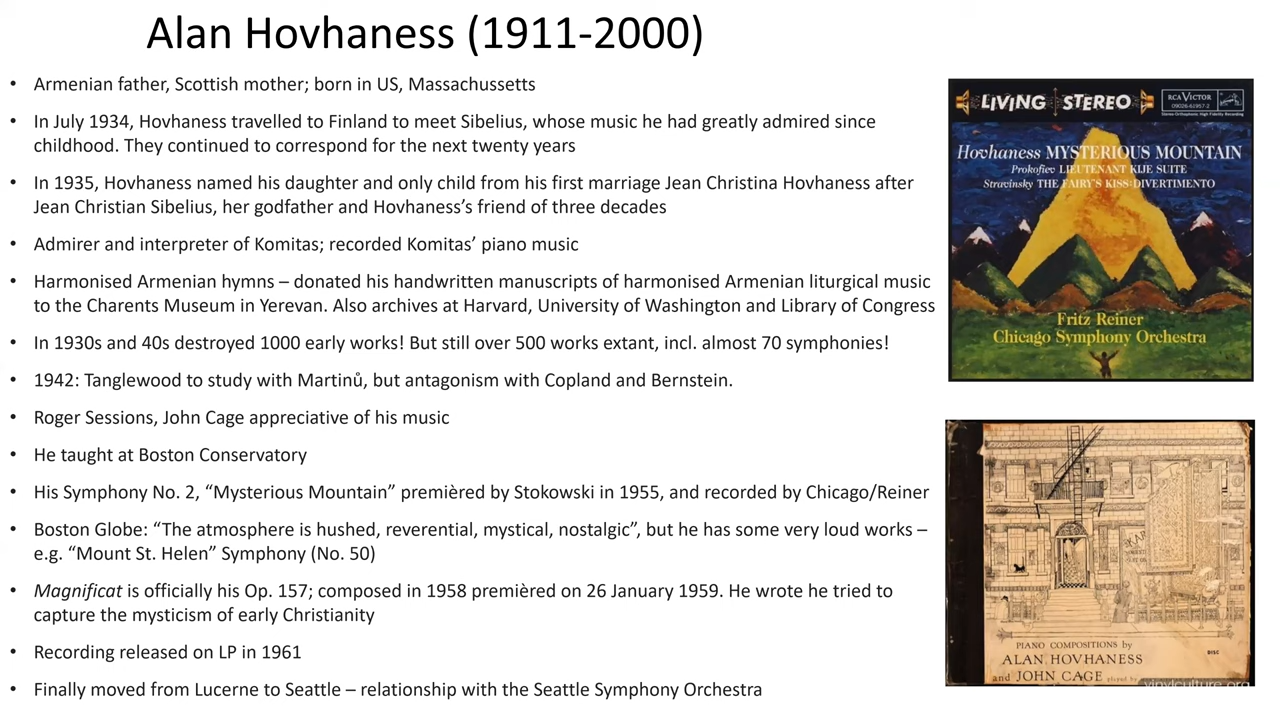 Alan Hovhaness (1911-2000)
• Armenian father, Scottish mother; born in US, Massachussetts
• In July 1934, Hovhaness travelled to Finland to meet Sibelius, whose music he had greatly admired since
childhood. They continued to correspond for the next twenty years
• In 1935, Hovhaness named his daughter and only child from his first marriage Jean Christina Hovhaness after
Jean Christian Sibelius, her godfather and Hovhaness’s friend of three decades
• Admirer and interpreter of Komitas; recorded Komitas’ piano music
• Harmonised Armenian hymns – donated his handwritten manuscripts of harmonised Armenian liturgical music
to the Charents Museum in Yerevan. Also archives at Harvard, University of Washington and Library of Congress
• In 1930s and 40s destroyed 1000 early works! But still over 500 works extant, incl. almost 70 symphonies!
• 1942: Tanglewood to study with Martinů, but antagonism with Copland and Bernstein.
• Roger Sessions, John Cage appreciative of his music
• He taught at Boston Conservatory
• His Symphony No. 2, “Mysterious Mountain” premièred by Stokowski in 1955, and recorded by Chicago/Reiner
• Boston Globe: “The atmosphere is hushed, reverential, mystical, nostalgic”, but he has some very loud works –
e.g. “Mount St. Helen” Symphony (No. 50)
• Magnificat is officially his Op. 157; composed in 1958 premièred on 26 January 1959. He wrote he tried to
capture the mysticism of early Christianity
• Recording released on LP in 1961
• Finally moved from Lucerne to Seattle – relationship with the Seattle Symphony Orchestra
LIVING STEREO
RCA VICTOR
09026-61957-2
Stereo-Orthophonic High Fidelity Recording
Hovhaness MYSTERIOUS MOUNTAIN
Prokofiev LIEUTENANT KIJE SUITE
Stravinsky THE FAIRY'S KISS:DIVERTIMENTO
Fritz Reiner
Chicago Symphony Orchestra
PIANO COMPOSITIONS by
DISC
ALAN HOVHANESS
and JOHN CAGE played by
vinylculture.org